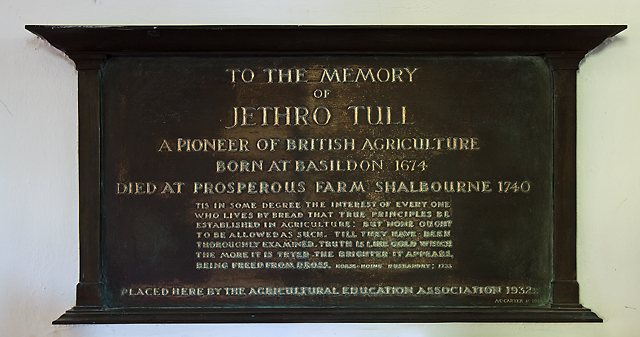 TO THE MEMORY
OF
JETHRO TULL
A PIONEER OF BRITISH AGRICULTURE
BORN AT BASILDON 1674
DIED AT PROSPEROUS FARM SHALBOURNE 1740
'TIS IN SOME DEGREE THE INTEREST OF EVERY ONE
WHO LIVES BY BREAD THAT TRUE PRINCIPLES BE
ESTABLISHED IN AGRICULTURE: BUT NONE OUGHT
TO BE ALLOWED AS SUCH, TILL THEY HAVE BEEN
THOROUGHLY EXAMINED. TRUTH IS LIKE GOLD WHICH
THE MORE IT IS TRYED THE BRIGHTER IT APPEARS,
BEING FREED FROM DROSS. HORSE-HOING HUSBANDRY: 1733
PLACED HERE BY THE AGRICULTURAL EDUCATION ASSOCIATION 1932